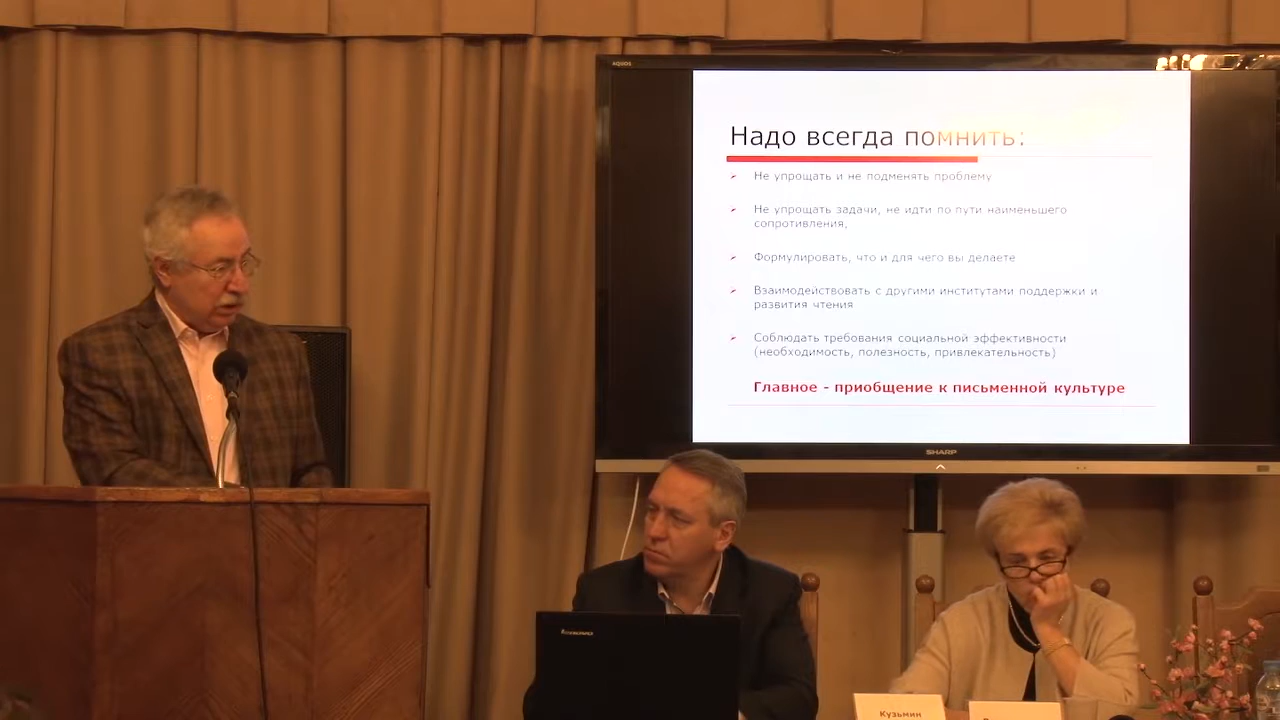 AQUOS
Надо всегда помнить:
Не упрощать и не подменять проблему
Не упрощать задачи, не идти по пути наименьшего
сопротивления,
Формулировать, что и для чего вы делаете
Взаимодействовать с другими институтами поддержки и
развития чтения
Соблюдать требования социальной эффективности
(необходимость, полезность, привлекательность)
Главное - приобщение к письменной культуре
SHARP
lenovo
Кузьмин